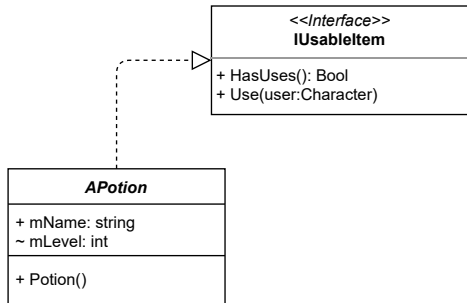 <<Interface>>
IUsableItem
+ HasUses(): Bool
+ Use(user:Character)
APotion
+ mName: string
~ mLevel: int
+ Potion()